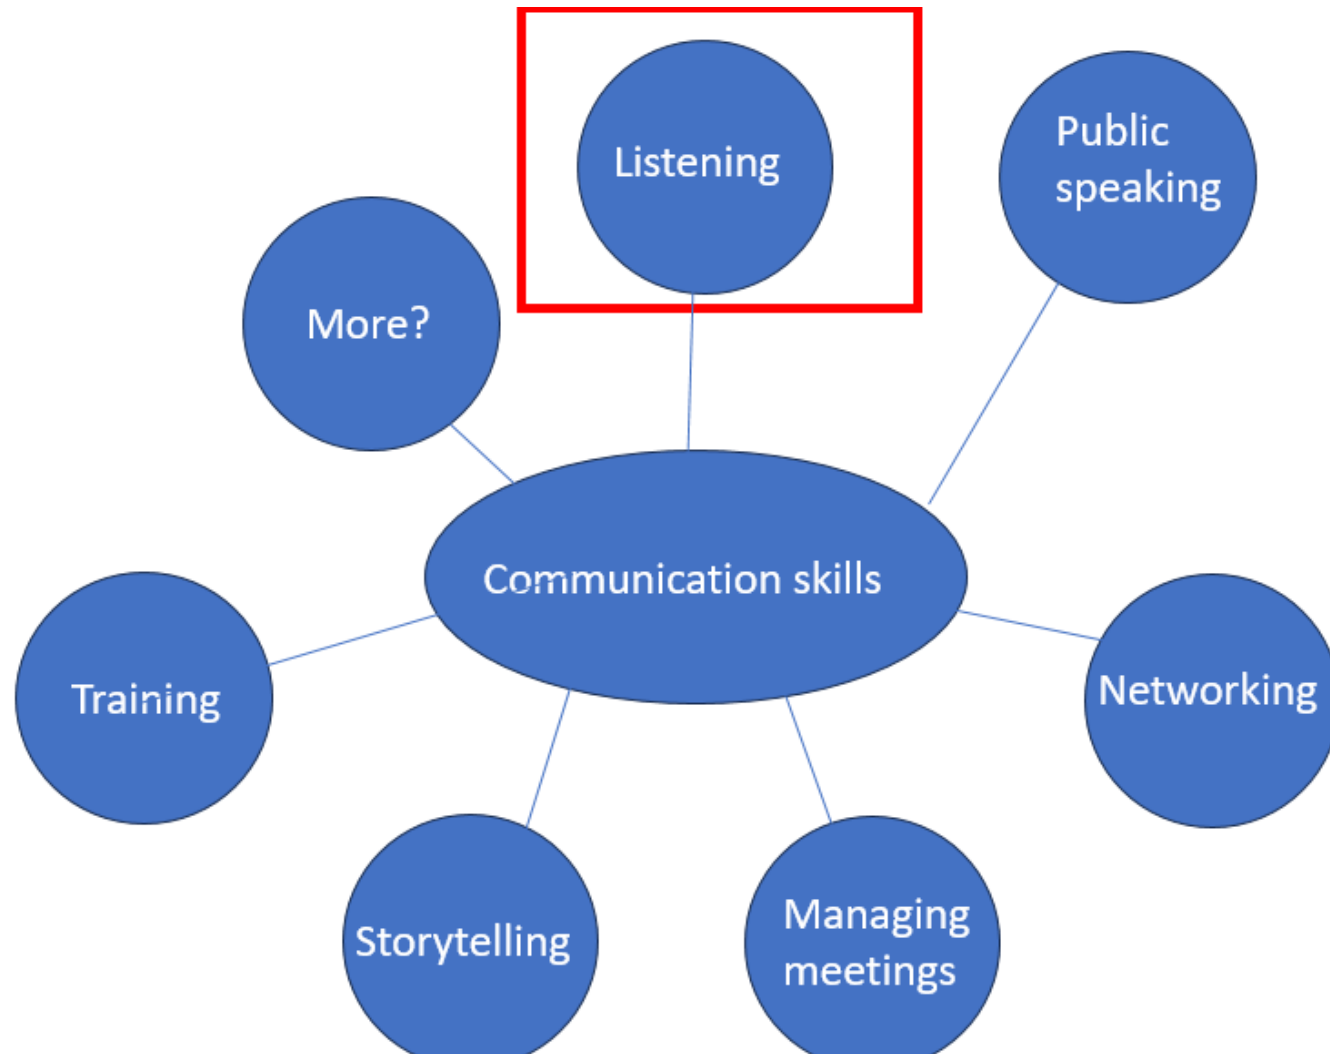 Listening
Public
speaking
More?
Communication skills
Training
Networking
Storytelling
Managing
meetings